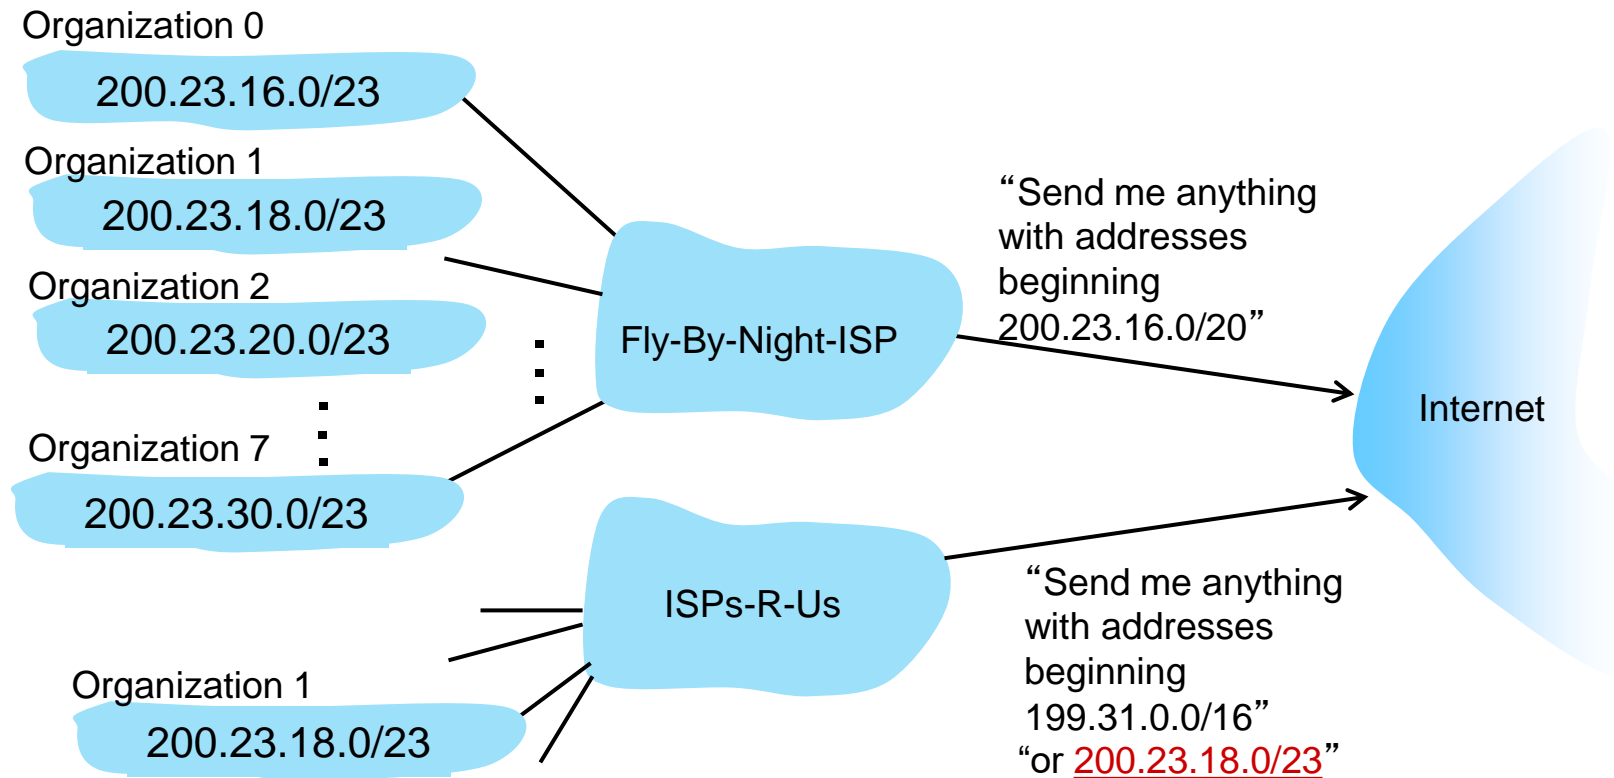 Organization 0
200.23.16.0/23
Organization 1
200.23.18.0/23
Organization 2
200.23.20.0/23
Organization 7
200.23.30.0/23
Fly-By-Night-ISP
“Send me anything
with addresses
beginning
200.23.16.0/20”
Internet
ISPs-R-Us
Organization 1
200.23.18.0/23
“Send me anything
with addresses
beginning
199.31.0.0/16”
“or 200.23.18.0/23”